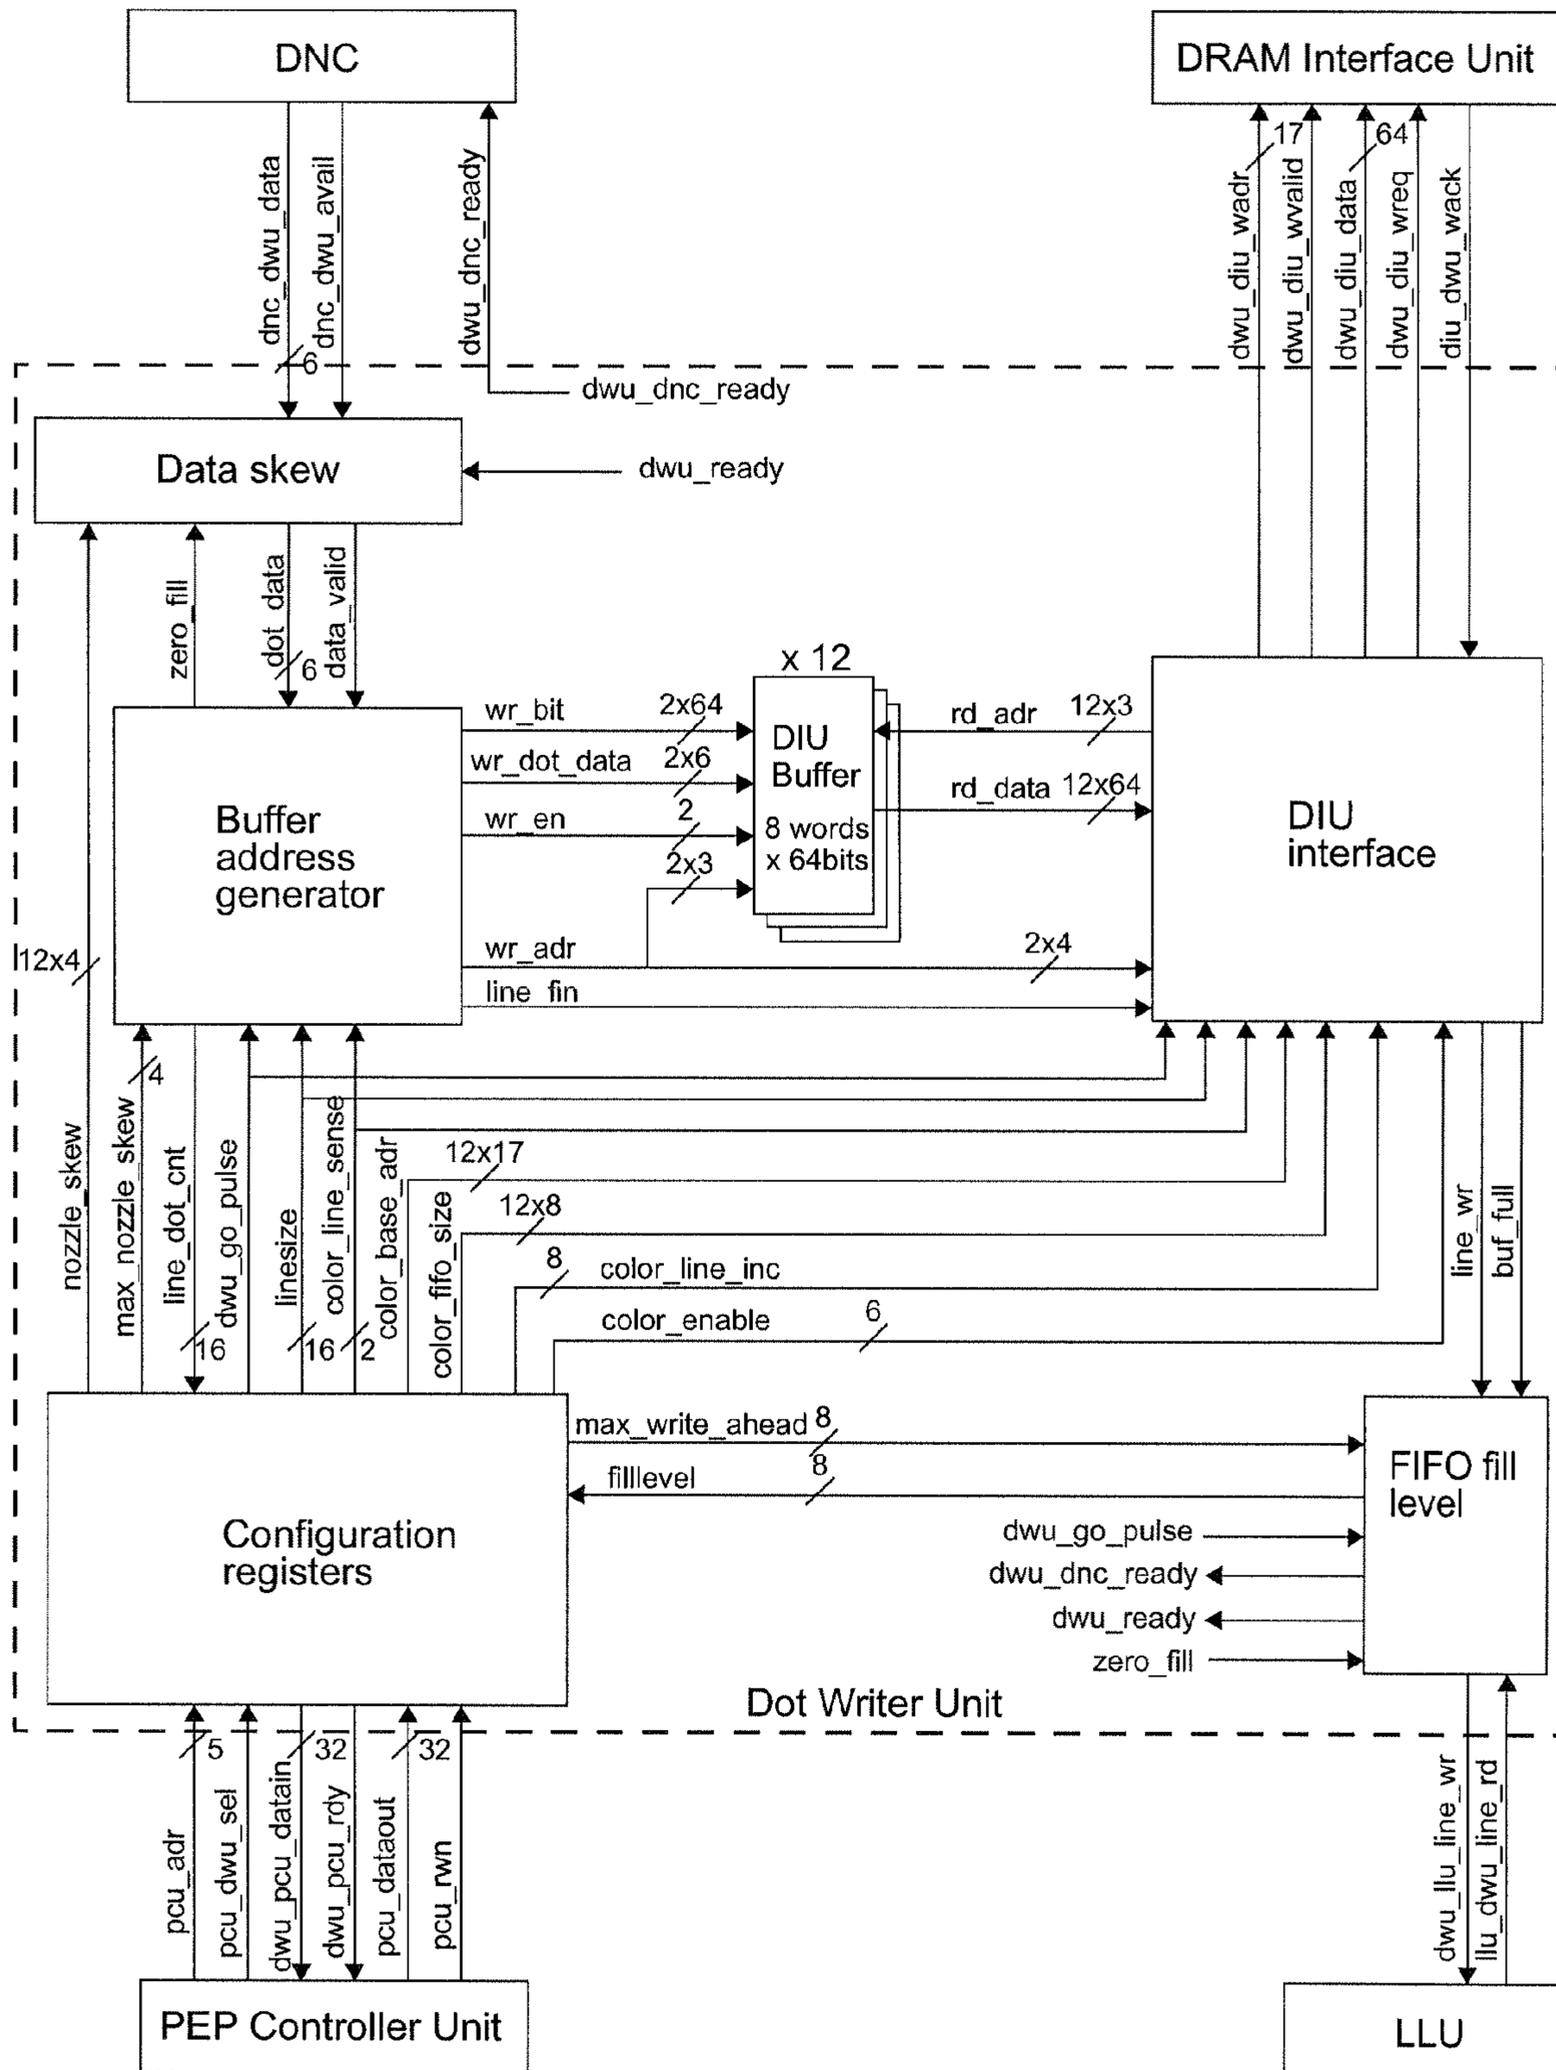 DNC
DRAM Interface Unit
dnc_dwu_data
dnc_dwu_avail
dwu_dnc_ready
dwu_diu_wadr
17
dwu_diu_wvalid
dwu_diu_data
64
dwu_diu_wreq
diu_dwu_wack
6
dwu_dnc_ready
Data skew
dwu_ready
zero_fill
dot_data
6
data_valid
x 12
wr_bit
2x64
DIU
Buffer
8 words
x 64bits
rd_adr
12x3
wr_dot_data
2x6
rd_data
12x64
wr_en
2
2x3
Buffer
address
generator
DIU
interface
wr_adr
2x4
line_fin
12x4
4
nozzle_skew
max_nozzle_skew
line_dot_cnt
16
dwu_go_pulse
linesize
16
color_line_sense
2
color_base_adr
12x17
color_fifo_size
12x8
8
color_line_inc
color_enable
6
line_wr
buf_full
max_write_ahead
8
filllevel
8
FIFO fill
level
Configuration
registers
dwu_go_pulse
dwu_dnc_ready
dwu_ready
zero_fill
Dot Writer Unit
5
32
32
pcu_adr
pcu_dwu_sel
dwu_pcu_datain
dwu_pcu_rdy
pcu_dataout
pcu_rwn
dwu_llu_line_wr
llu_dwu_line_rd
PEP Controller Unit
LLU